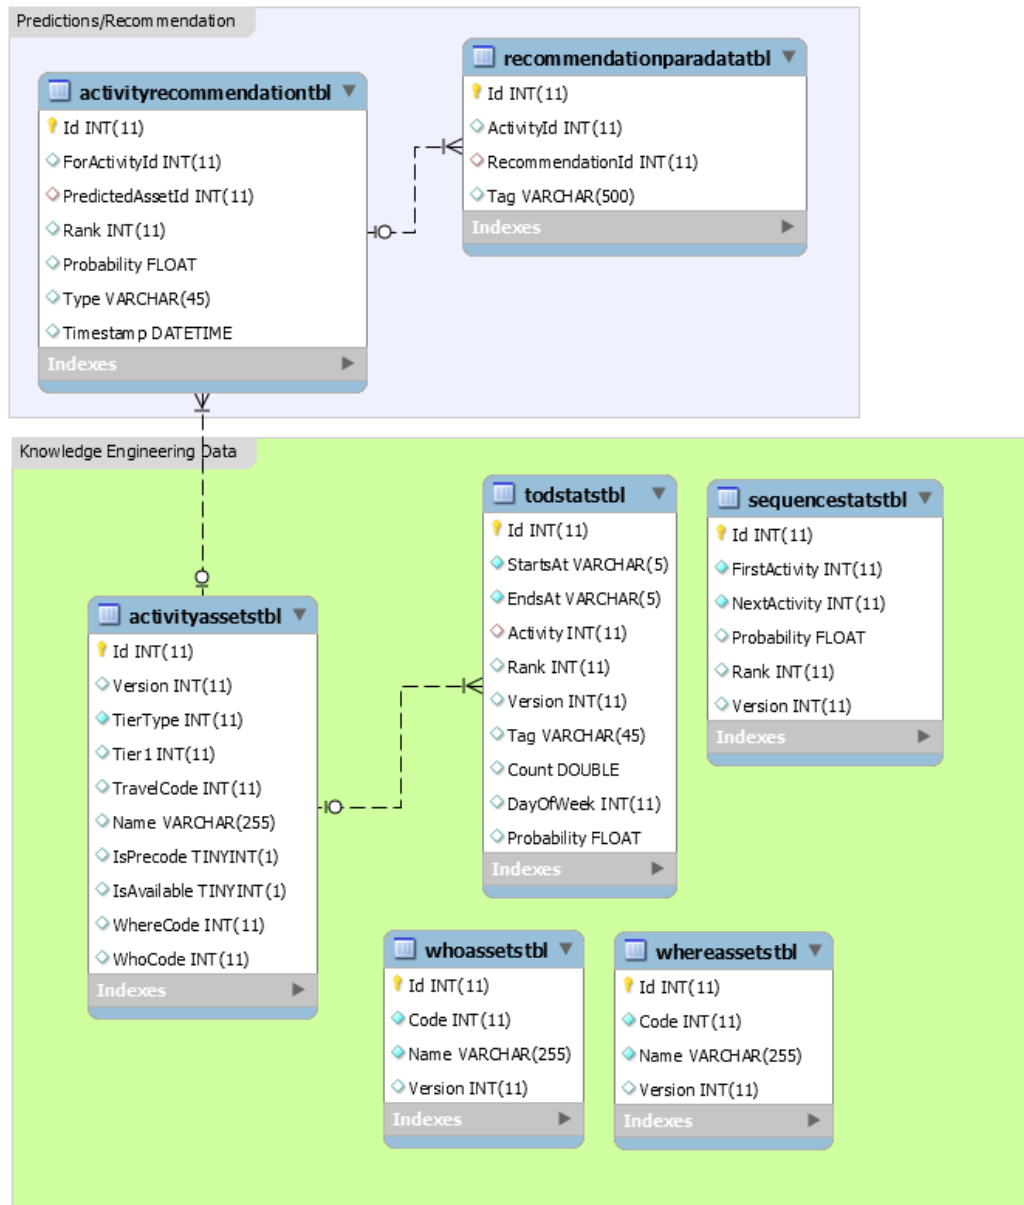 Predictions/Recommendation
activityrecommendationtbl
Id INT(11)
ForActivityId INT(11)
PredictedAssetId INT(11)
Rank INT(11)
Probability FLOAT
Type VARCHAR(45)
Timestamp DATETIME
Indexes
recommendationparadatatbl
Id INT(11)
ActivityId INT(11)
RecommendationId INT(11)
Tag VARCHAR(500)
Indexes
Knowledge Engineering Data
activityassetstbl
Id INT(11)
Version INT(11)
TierType INT(11)
Tier1 INT(11)
TravelCode INT(11)
Name VARCHAR(255)
IsPrecode TINYINT(1)
IsAvailable TINYINT(1)
WhereCode INT(11)
WhoCode INT(11)
Indexes
todstatstbl
Id INT(11)
StartsAt VARCHAR(5)
EndsAt VARCHAR(5)
Activity INT(11)
Rank INT(11)
Version INT(11)
Tag VARCHAR(45)
Count DOUBLE
DayOfWeek INT(11)
Probability FLOAT
Indexes
sequencestatstbl
Id INT(11)
FirstActivity INT(11)
NextActivity INT(11)
Probability FLOAT
Rank INT(11)
Version INT(11)
Indexes
whoassetstbl
Id INT(11)
Code INT(11)
Name VARCHAR(255)
Version INT(11)
Indexes
whereassetstbl
Id INT(11)
Code INT(11)
Name VARCHAR(255)
Version INT(11)
Indexes